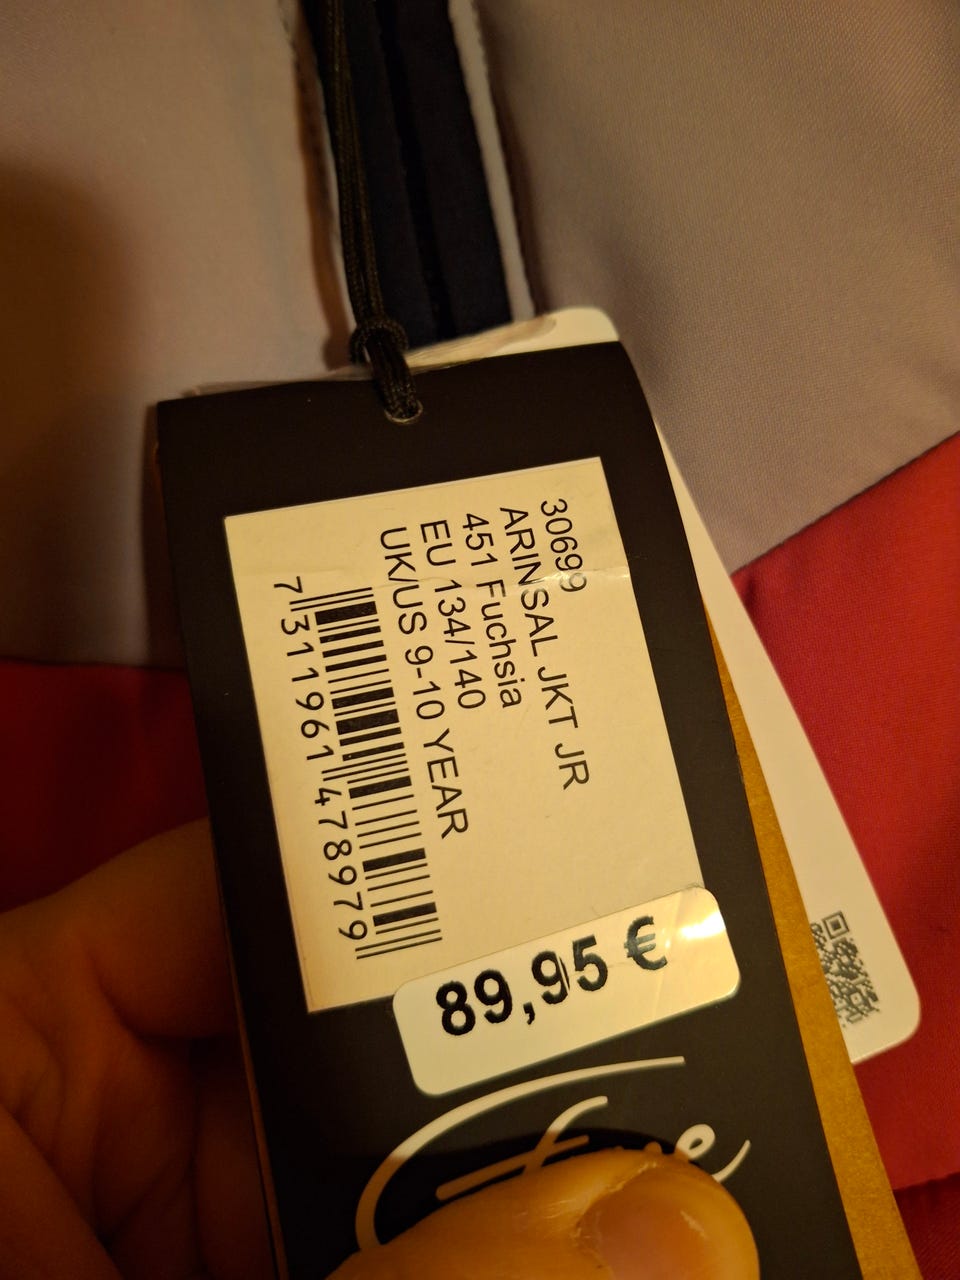 30699
ARINSAL JKT JR
451 Fuchsia
EU 134/140
UK/US 9-10 YEAR
7 311961 478979
89,95 €